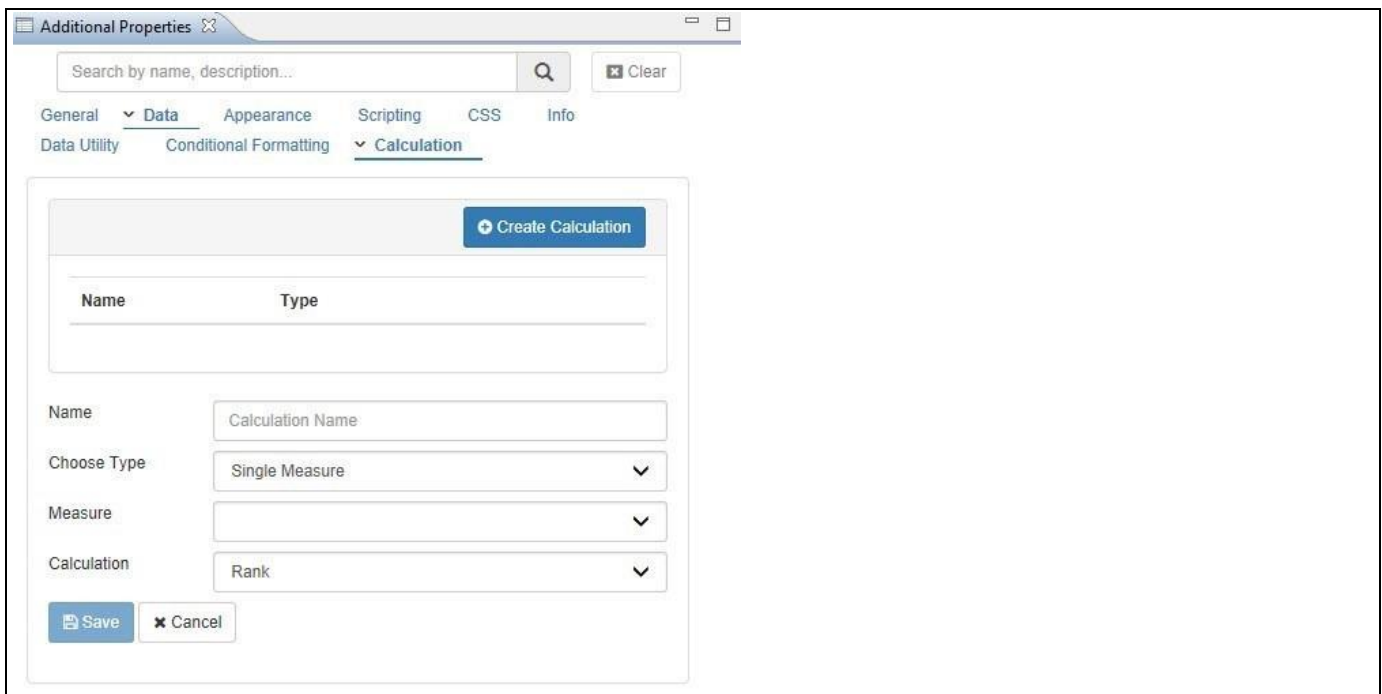 Additional Properties
Search by name, description...
Clear
General Data Appearance Scripting CSS Info
Data Utility Conditional Formatting Calculation
Create Calculation
Name Type
Name Calculation Name
Choose Type Single Measure
Measure
Calculation Rank
Save Cancel